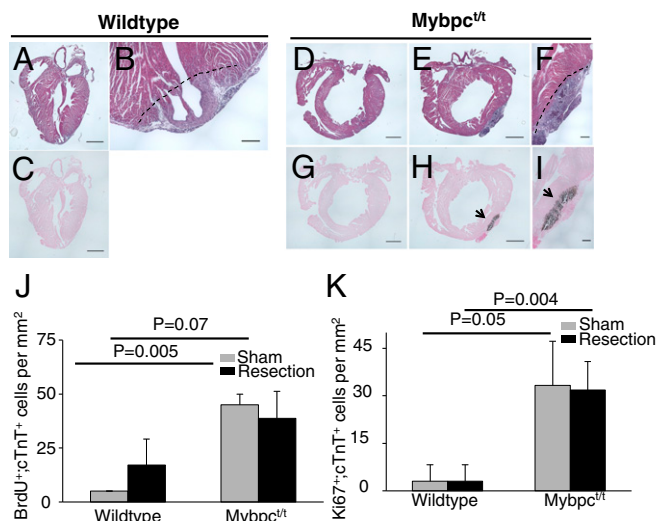 Wildtype
Mybpc^t/t
A
B
C
D
E
F
G
H
I
J
BrdU⁺;cTnT⁺ cells per mm²
75
50
25
0
P=0.07
P=0.005
Sham
Resection
Wildtype
Mybpc^t/t
K
Ki67⁺;cTnT⁺ cells per mm²
45
30
15
0
P=0.004
P=0.05
Sham
Resection
Wildtype
Mybpc^t/t